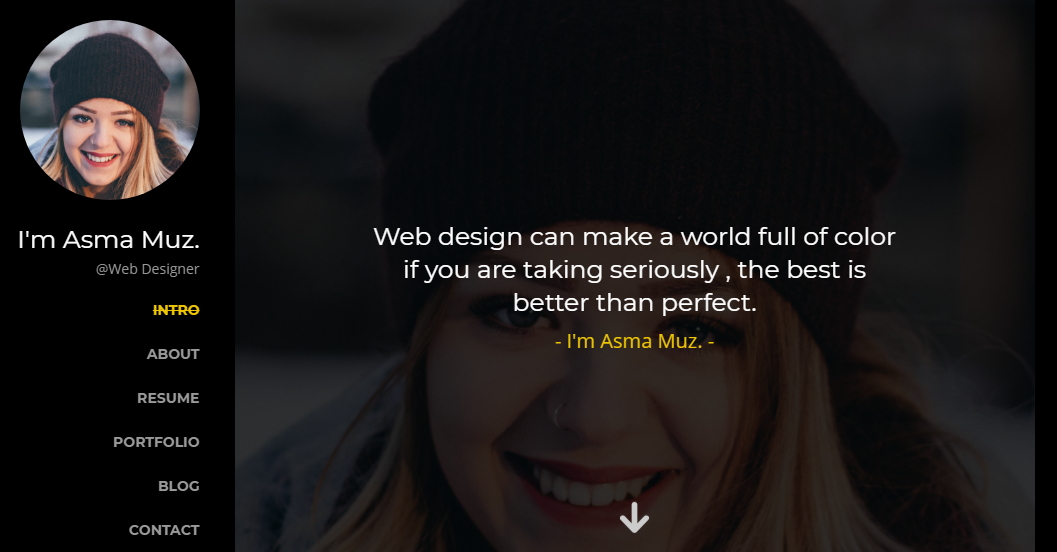 I'm Asma Muz.
@Web Designer
INTRO
ABOUT
RESUME
PORTFOLIO
BLOG
CONTACT
Web design can make a world full of color
if you are taking seriously , the best is
better than perfect.
- I'm Asma Muz. -